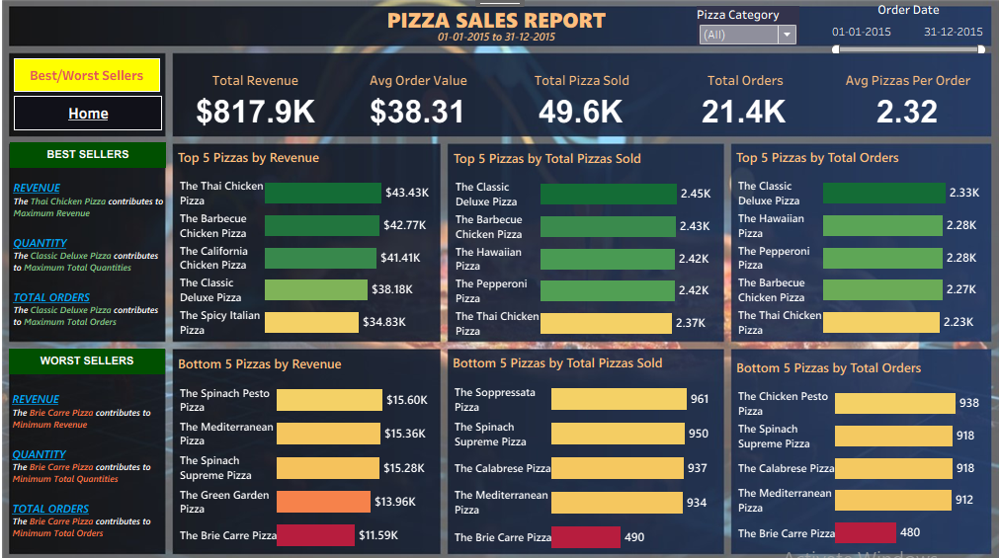 PIZZA SALES REPORT
01-01-2015 to 31-12-2015
Pizza Category
(All)
Order Date
01-01-2015 31-12-2015
Best/Worst Sellers
Home
Total Revenue
$817.9K
Avg Order Value
$38.31
Total Pizza Sold
49.6K
Total Orders
21.4K
Avg Pizzas Per Order
2.32
BEST SELLERS
REVENUE
The Thai Chicken Pizza contributes to
Maximum Revenue
QUANTITY
The Classic Deluxe Pizza contributes
to Maximum Total Quantities
TOTAL ORDERS
The Classic Deluxe Pizza contributes
to Maximum Total Orders
Top 5 Pizzas by Revenue
The Thai Chicken
Pizza
$43.43K
The Barbecue
Chicken Pizza
$42.77K
The California
Chicken Pizza
$41.41K
The Classic
Deluxe Pizza
$38.18K
The Spicy Italian
Pizza
$34.83K
Top 5 Pizzas by Total Pizzas Sold
The Classic
Deluxe Pizza
2.45K
The Barbecue
Chicken Pizza
2.43K
The Hawaiian
Pizza
2.42K
The Pepperoni
Pizza
2.42K
The Thai Chicken
Pizza
2.37K
Top 5 Pizzas by Total Orders
The Classic
Deluxe Pizza
2.33K
The Hawaiian
Pizza
2.28K
The Pepperoni
Pizza
2.28K
The Barbecue
Chicken Pizza
2.27K
The Thai Chicken
Pizza
2.23K
WORST SELLERS
REVENUE
The Brie Carre Pizza contributes to
Minimum Revenue
QUANTITY
The Brie Carre Pizza contributes to
Minimum Total Quantities
TOTAL ORDERS
The Brie Carre Pizza contributes to
Minimum Total Orders
Bottom 5 Pizzas by Revenue
The Spinach Pesto
Pizza
$15.60K
The Mediterranean
Pizza
$15.36K
The Spinach
Supreme Pizza
$15.28K
The Green Garden
Pizza
$13.96K
The Brie Carre Pizza
$11.59K
Bottom 5 Pizzas by Total Pizzas Sold
The Soppressata
Pizza
961
The Spinach
Supreme Pizza
950
The Calabrese Pizza
937
The Mediterranean
Pizza
934
The Brie Carre Pizza
490
Bottom 5 Pizzas by Total Orders
The Chicken Pesto
Pizza
938
The Spinach
Supreme Pizza
918
The Calabrese Pizza
918
The Mediterranean
Pizza
912
The Brie Carre Pizza
480
Activate Windows